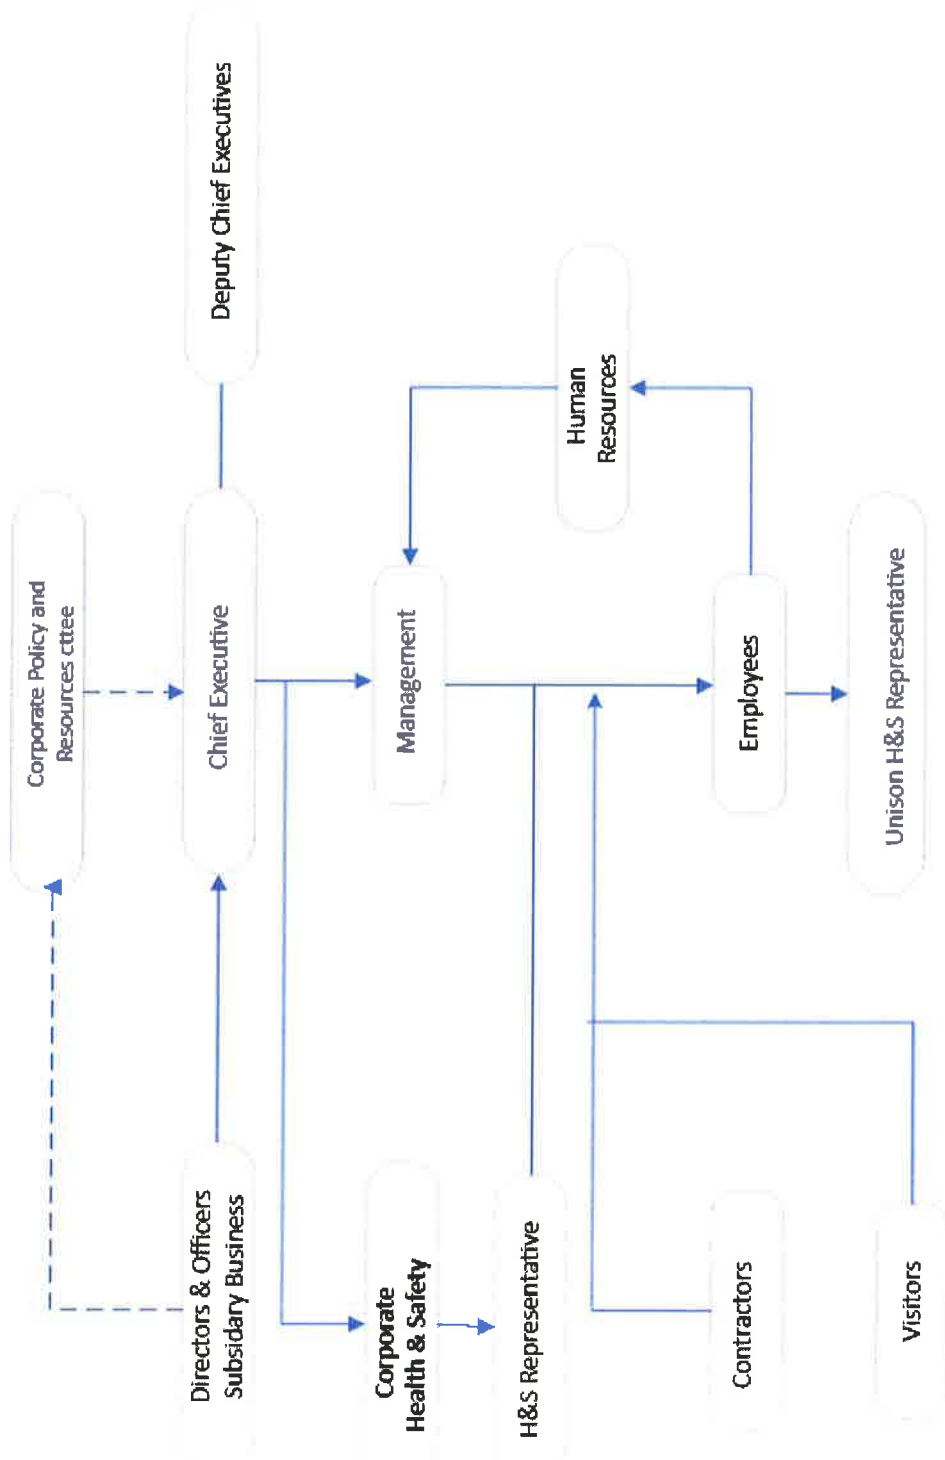 Corporate Policy and
Resources cttee
Directors & Officers
Subsidary Business
Chief Executive
Deputy Chief Executives
Corporate
Health & Safety
Management
H&S Representative
Human
Resources
Contractors
Employees
Visitors
Unison H&S Representative